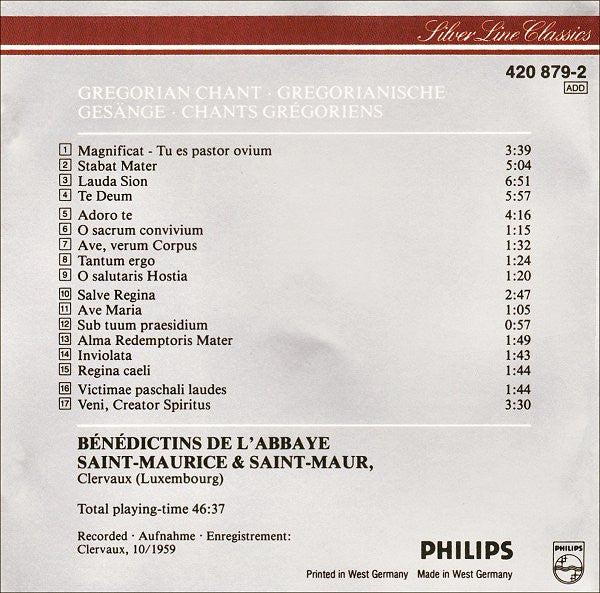 Silver Line Classics
420 879-2
ADD
GREGORIAN CHANT · GREGORIANISCHE
GESÄNGE · CHANTS GRÉGORIENS
1 Magnificat - Tu es pastor ovium 3:39
2 Stabat Mater 5:04
3 Lauda Sion 6:51
4 Te Deum 5:57
5 Adoro te 4:16
6 O sacrum convivium 1:15
7 Ave, verum Corpus 1:32
8 Tantum ergo 1:24
9 O salutaris Hostia 1:20
10 Salve Regina 2:47
11 Ave Maria 1:05
12 Sub tuum praesidium 0:57
13 Alma Redemptoris Mater 1:49
14 Inviolata 1:43
15 Regina caeli 1:44
16 Victimae paschali laudes 1:44
17 Veni, Creator Spiritus 3:30
BÉNÉDICTINS DE L'ABBAYE
SAINT-MAURICE & SAINT-MAUR,
Clervaux (Luxembourg)
Total playing-time 46:37
Recorded · Aufnahme · Enregistrement:
Clervaux, 10/1959
PHILIPS
PHILIPS
Printed in West Germany Made in West Germany